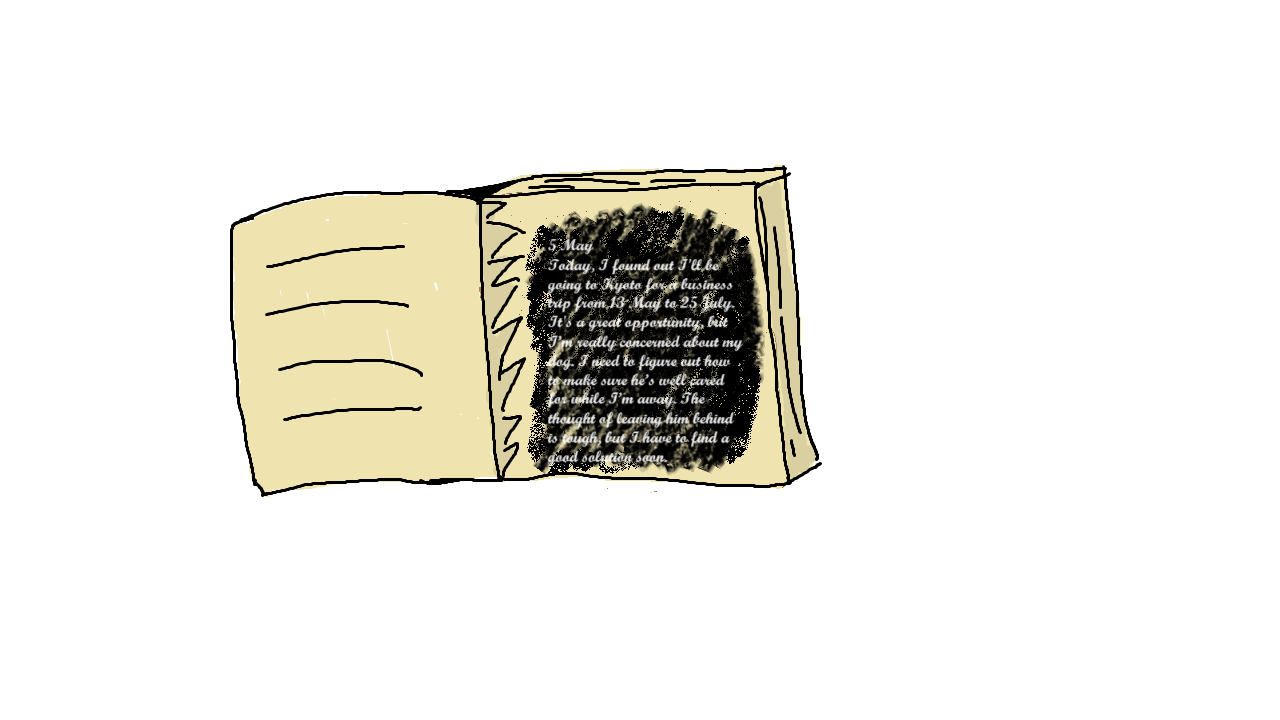 5 May
Today, I found out I'll be
going to Kyoto for a business
trip from 13 May to 25 July.
It's a great opportunity, but
I'm really concerned about my
dog. I need to figure out how
to make sure he's well cared
for while I'm away. The
thought of leaving him behind
is tough, but I have to find a
good solution soon.